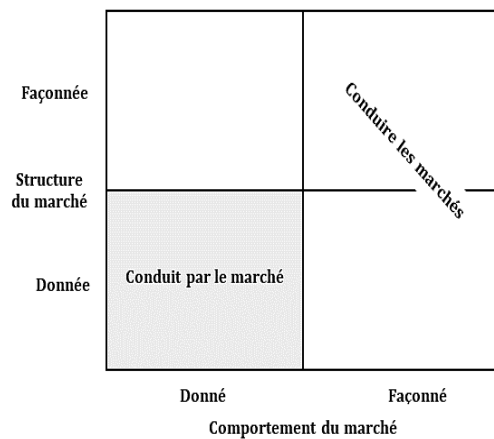 Façonnée
Conduire les marchés
Structure
du marché
Donnée
Conduit par le marché
Donné
Façonné
Comportement du marché